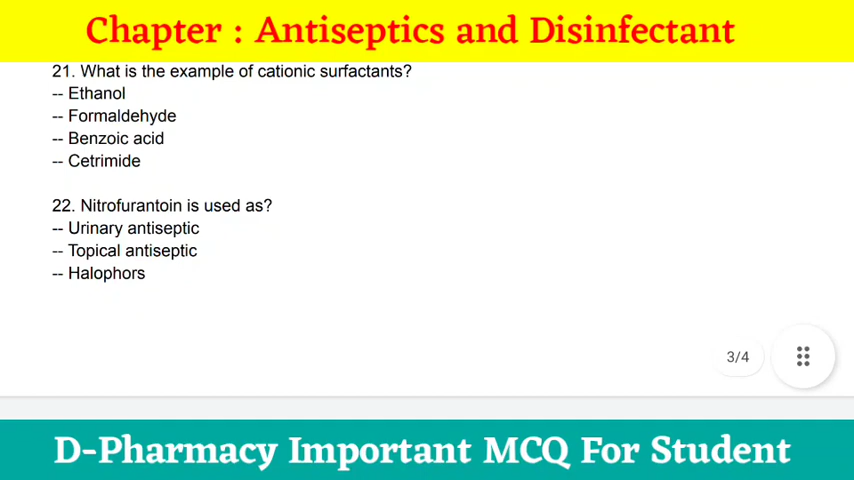 Chapter : Antiseptics and Disinfectant
21. What is the example of cationic surfactants?
-- Ethanol
-- Formaldehyde
-- Benzoic acid
-- Cetrimide
22. Nitrofurantoin is used as?
-- Urinary antiseptic
-- Topical antiseptic
-- Halophors
3/4
D-Pharmacy Important MCQ For Student